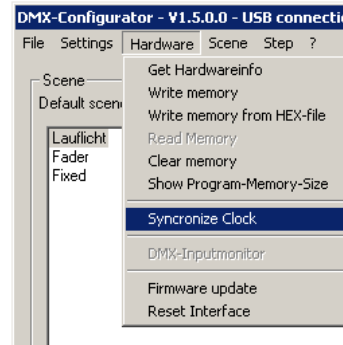 DMX-Configurator - V1.5.0.0 - USB connecti
File Settings Hardware Scene Step ?
Get Hardwareinfo
Scene
Write memory
Default scen
Write memory from HEX-file
Lauflicht
Read Memory
Fader
Clear memory
Fixed
Show Program-Memory-Size
Syncronize Clock
DMX-Inputmonitor
Firmware update
Reset Interface